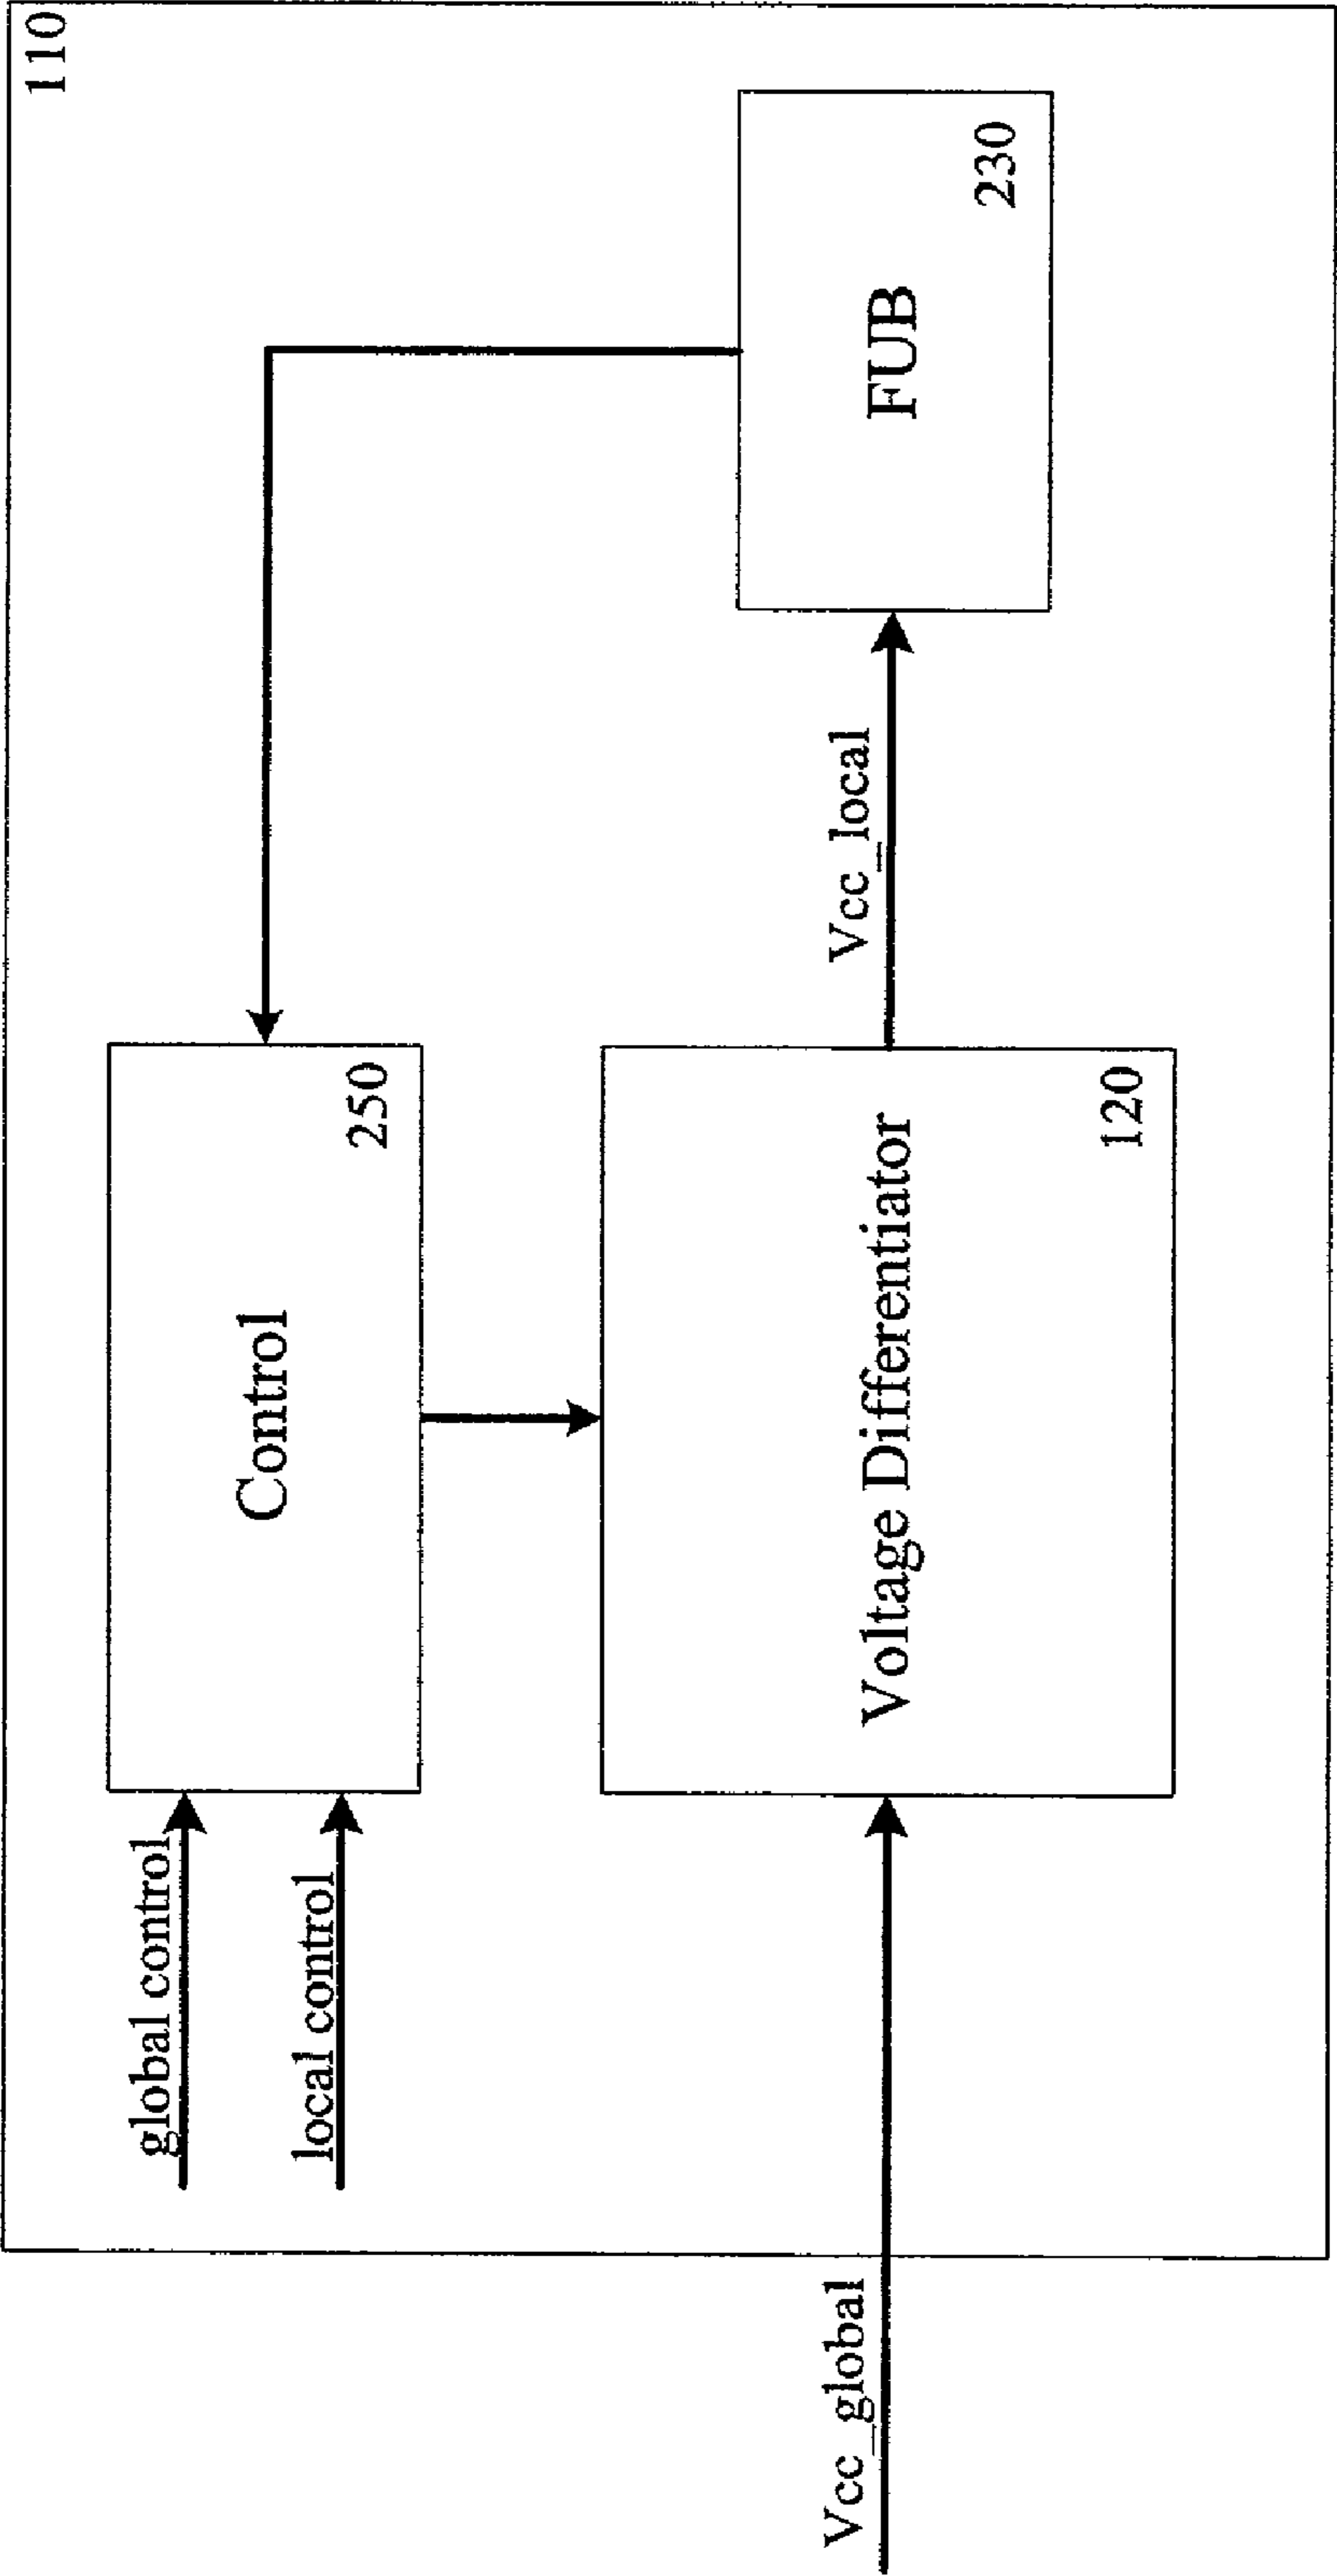 110
global control
local control
Control
250
Vcc_global
Voltage Differentiator
120
Vcc_local
FUB
230